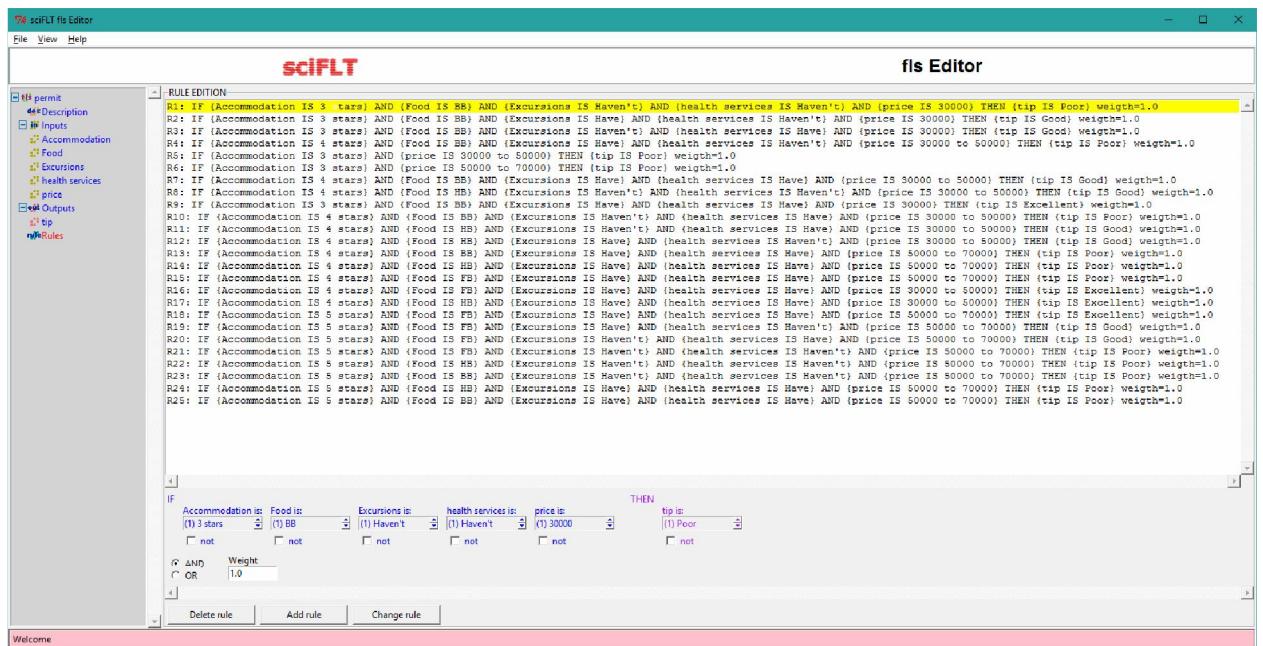 sciFLT fls Editor
File View Help
sciFLT fls Editor
permit
Description
Inputs
Accommodation
Food
Excursions
health services
price
Outputs
tip
Rules
RULE EDITION
R1: IF {Accommodation IS 3 tars} AND {Food IS BB} AND {Excursions IS Haven't} AND {health services IS Haven't} AND {price IS 30000} THEN {tip IS Poor} weigth=1.0
R2: IF {Accommodation IS 3 stars} AND {Food IS BB} AND {Excursions IS Have} AND {health services IS Haven't} AND {price IS 30000} THEN {tip IS Good} weigth=1.0
R3: IF {Accommodation IS 3 stars} AND {Food IS BB} AND {Excursions IS Haven't} AND {health services IS Have} AND {price IS 30000} THEN {tip IS Good} weigth=1.0
R4: IF {Accommodation IS 4 stars} AND {Food IS BB} AND {Excursions IS Have} AND {health services IS Haven't} AND {price IS 30000 to 50000} THEN {tip IS Poor} weigth=1.0
R5: IF {Accommodation IS 3 stars} AND {price IS 30000 to 50000} THEN {tip IS Poor} weigth=1.0
R6: IF {Accommodation IS 3 stars} AND {price IS 50000 to 70000} THEN {tip IS Poor} weigth=1.0
R7: IF {Accommodation IS 4 stars} AND {Food IS BB} AND {Excursions IS Have} AND {health services IS Have} AND {price IS 30000 to 50000} THEN {tip IS Good} weigth=1.0
R8: IF {Accommodation IS 4 stars} AND {Food IS HB} AND {Excursions IS Haven't} AND {health services IS Haven't} AND {price IS 30000 to 50000} THEN {tip IS Good} weigth=1.0
R9: IF {Accommodation IS 3 stars} AND {Food IS BB} AND {Excursions IS Have} AND {health services IS Have} AND {price IS 30000} THEN {tip IS Excellent} weigth=1.0
R10: IF {Accommodation IS 4 stars} AND {Food IS BB} AND {Excursions IS Haven't} AND {health services IS Have} AND {price IS 30000 to 50000} THEN {tip IS Poor} weigth=1.0
R11: IF {Accommodation IS 4 stars} AND {Food IS HB} AND {Excursions IS Haven't} AND {health services IS Have} AND {price IS 30000 to 50000} THEN {tip IS Good} weigth=1.0
R12: IF {Accommodation IS 4 stars} AND {Food IS HB} AND {Excursions IS Have} AND {health services IS Haven't} AND {price IS 30000 to 50000} THEN {tip IS Good} weigth=1.0
R13: IF {Accommodation IS 4 stars} AND {Food IS BB} AND {Excursions IS Have} AND {health services IS Have} AND {price IS 50000 to 70000} THEN {tip IS Poor} weigth=1.0
R14: IF {Accommodation IS 4 stars} AND {Food IS HB} AND {Excursions IS Have} AND {health services IS Have} AND {price IS 50000 to 70000} THEN {tip IS Poor} weigth=1.0
R15: IF {Accommodation IS 4 stars} AND {Food IS FB} AND {Excursions IS Have} AND {health services IS Have} AND {price IS 50000 to 70000} THEN {tip IS Poor} weigth=1.0
R16: IF {Accommodation IS 4 stars} AND {Food IS FB} AND {Excursions IS Have} AND {health services IS Have} AND {price IS 30000 to 50000} THEN {tip IS Excellent} weigth=1.0
R17: IF {Accommodation IS 4 stars} AND {Food IS HB} AND {Excursions IS Have} AND {health services IS Have} AND {price IS 30000 to 50000} THEN {tip IS Excellent} weigth=1.0
R18: IF {Accommodation IS 5 stars} AND {Food IS FB} AND {Excursions IS Have} AND {health services IS Have} AND {price IS 50000 to 70000} THEN {tip IS Excellent} weigth=1.0
R19: IF {Accommodation IS 5 stars} AND {Food IS FB} AND {Excursions IS Have} AND {health services IS Haven't} AND {price IS 50000 to 70000} THEN {tip IS Good} weigth=1.0
R20: IF {Accommodation IS 5 stars} AND {Food IS FB} AND {Excursions IS Haven't} AND {health services IS Have} AND {price IS 50000 to 70000} THEN {tip IS Good} weigth=1.0
R21: IF {Accommodation IS 5 stars} AND {Food IS FB} AND {Excursions IS Haven't} AND {health services IS Haven't} AND {price IS 50000 to 70000} THEN {tip IS Poor} weigth=1.0
R22: IF {Accommodation IS 5 stars} AND {Food IS HB} AND {Excursions IS Haven't} AND {health services IS Haven't} AND {price IS 50000 to 70000} THEN {tip IS Poor} weigth=1.0
R23: IF {Accommodation IS 5 stars} AND {Food IS BB} AND {Excursions IS Haven't} AND {health services IS Haven't} AND {price IS 50000 to 70000} THEN {tip IS Poor} weigth=1.0
R24: IF {Accommodation IS 5 stars} AND {Food IS HB} AND {Excursions IS Have} AND {health services IS Have} AND {price IS 50000 to 70000} THEN {tip IS Poor} weigth=1.0
R25: IF {Accommodation IS 5 stars} AND {Food IS BB} AND {Excursions IS Have} AND {health services IS Have} AND {price IS 50000 to 70000} THEN {tip IS Poor} weigth=1.0
IF THEN
Accommodation is: Food is: Excursions is: health services is: price is: tip is:
(1) 3 stars (1) BB (1) Haven't (1) Haven't (1) 30000 (1) Poor
not not not not not not
AND Weight
OR 1.0
Delete rule Add rule Change rule
Welcome